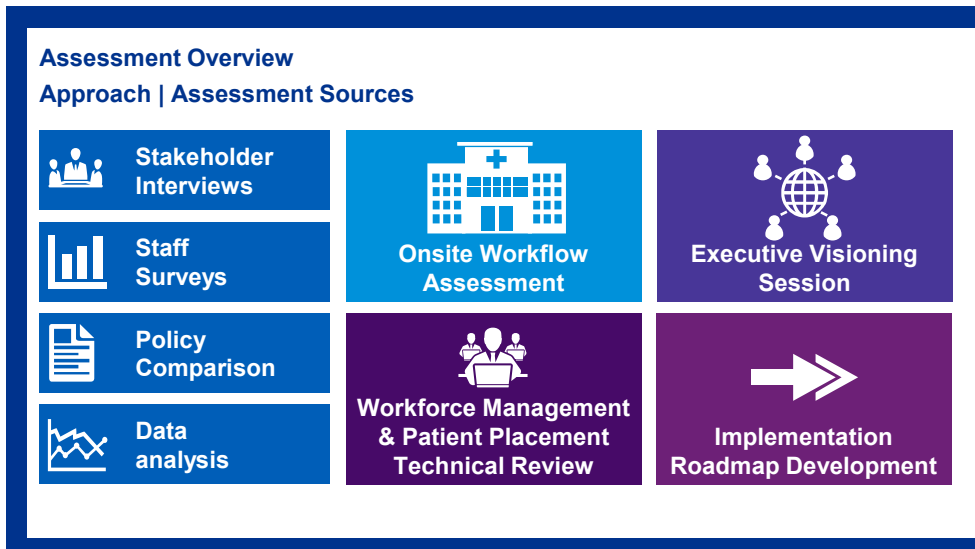 Assessment Overview
Approach | Assessment Sources
Stakeholder
Interviews
Staff
Surveys
Policy
Comparison
Data
analysis
Onsite Workflow
Assessment
Executive Visioning
Session
Workforce Management
& Patient Placement
Technical Review
Implementation
Roadmap Development